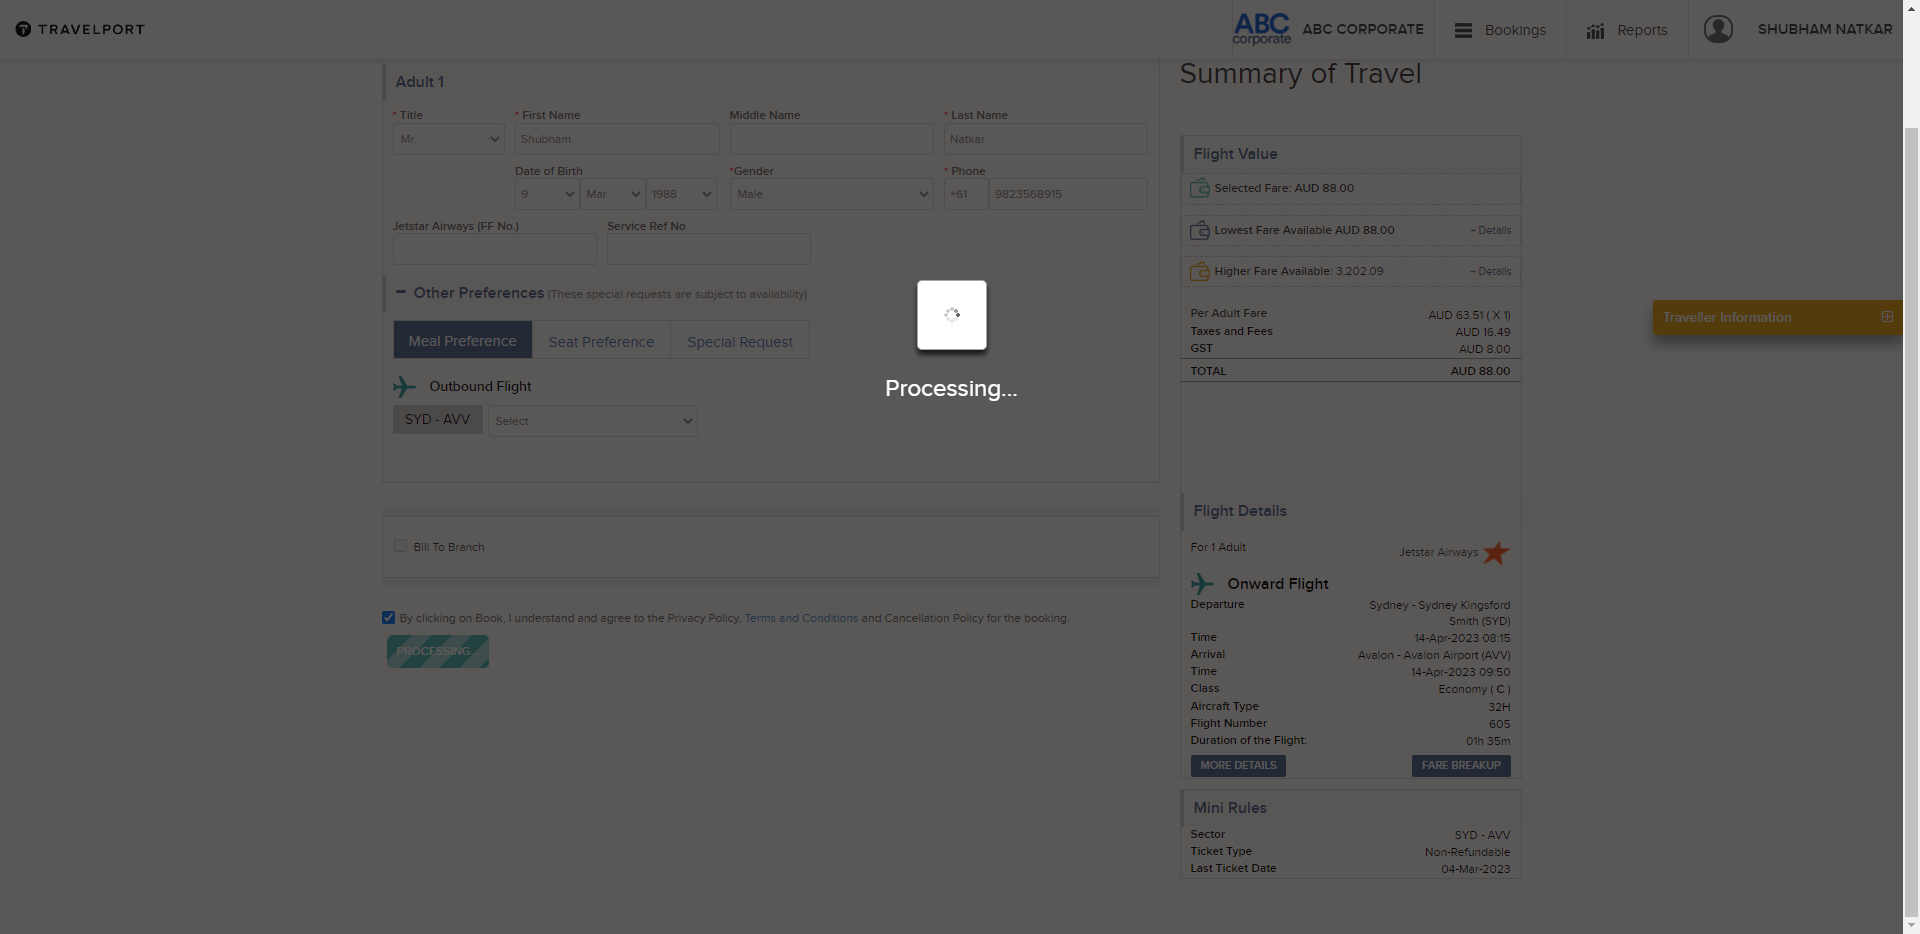 TRAVELPORT
ABC corporate
ABC CORPORATE
Bookings
Reports
SHUBHAM NATKAR
Adult 1
* Title
* First Name
Middle Name
* Last Name
Mr.
Shubham
Natkar
Date of Birth
*Gender
* Phone
9
Mar
1988
Male
+61
9823568915
Jetstar Airways (FF No.)
Service Ref No
Other Preferences (These special requests are subject to availability)
Meal Preference
Seat Preference
Special Request
Outbound Flight
SYD - AVV
Select
Bill To Branch
By clicking on Book, I understand and agree to the Privacy Policy, Terms and Conditions and Cancellation Policy for the booking.
PROCESSING...
Processing...
Summary of Travel
Flight Value
Selected Fare: AUD 88.00
Lowest Fare Available AUD 88.00
- Details
Higher Fare Available: 3,202.09
- Details
Per Adult Fare AUD 63.51 ( X 1)
Taxes and Fees AUD 16.49
GST AUD 8.00
TOTAL AUD 88.00
Traveller Information
Flight Details
For 1 Adult
Jetstar Airways
Onward Flight
Departure Sydney - Sydney Kingsford
Smith (SYD)
Time 14-Apr-2023 08:15
Arrival Avalon - Avalon Airport (AVV)
Time 14-Apr-2023 09:50
Class Economy ( C )
Aircraft Type 32H
Flight Number 605
Duration of the Flight: 01h 35m
MORE DETAILS
FARE BREAKUP
Mini Rules
Sector SYD - AVV
Ticket Type Non-Refundable
Last Ticket Date 04-Mar-2023